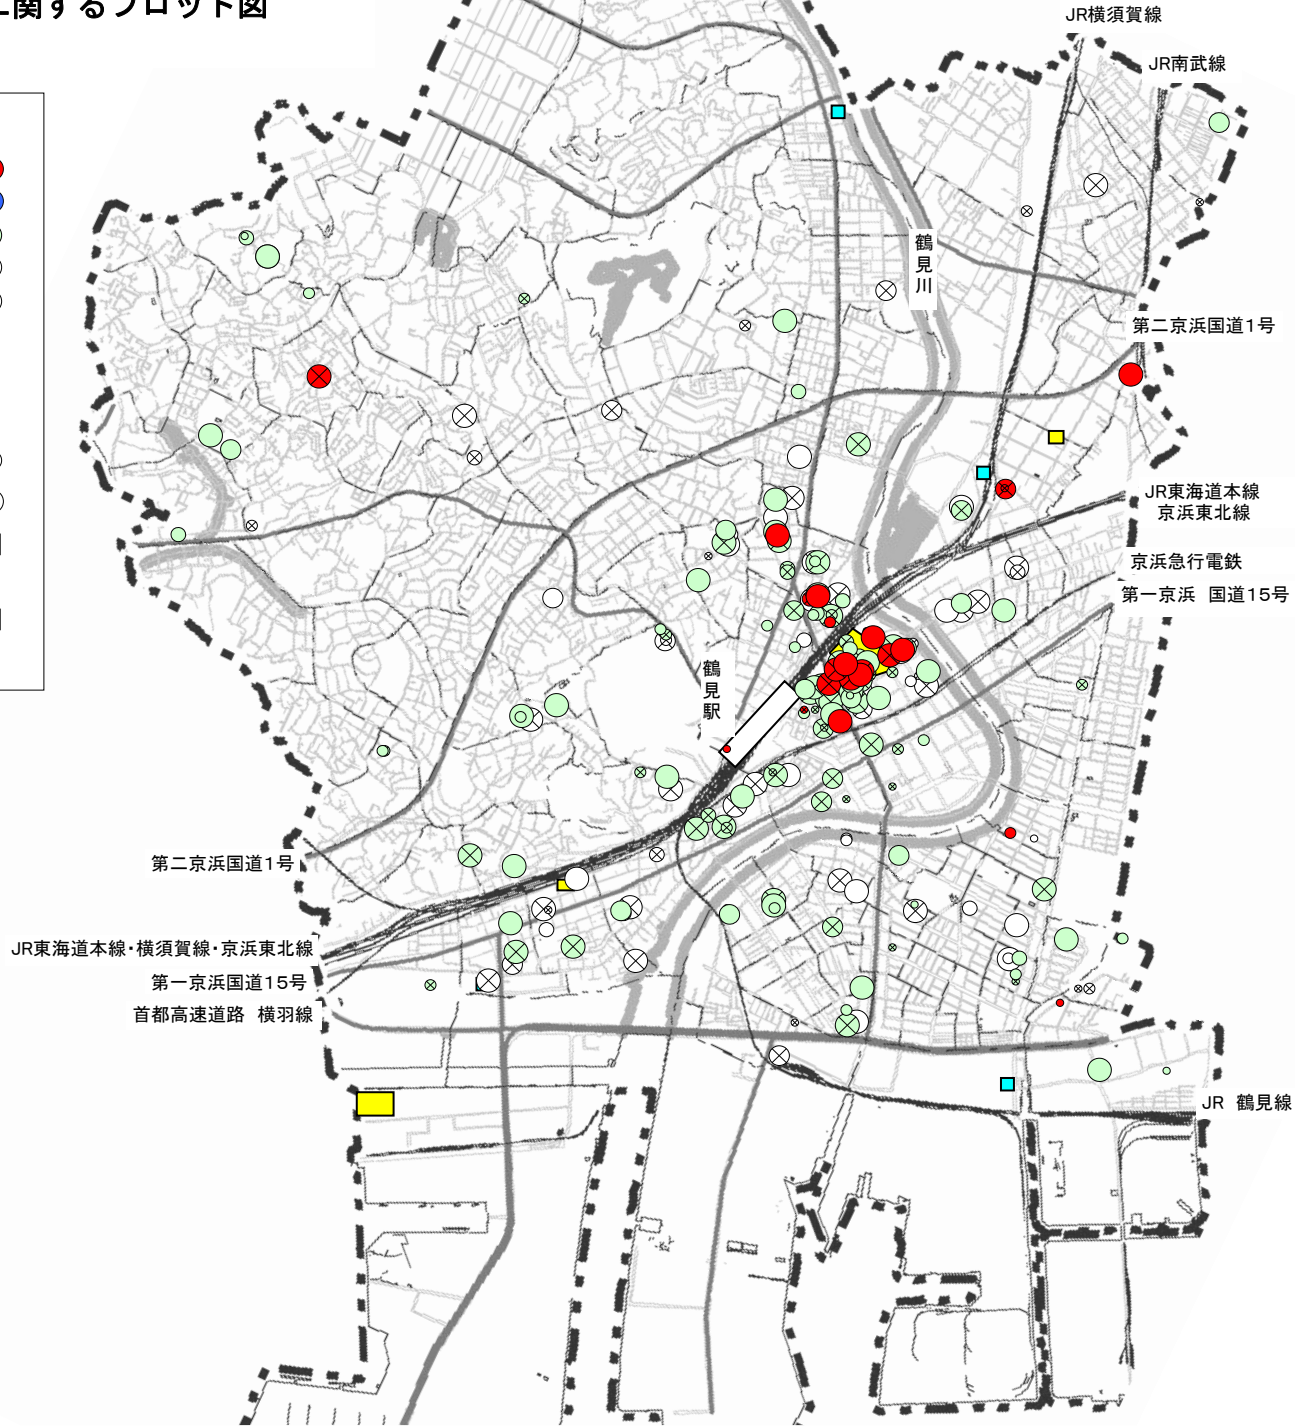 に関するプロット図
JR横須賀線
JR南武線
鶴見川
第二京浜国道1号
JR東海道本線
京浜東北線
京浜急行電鉄
第一京浜 国道15号
鶴見駅
第二京浜国道1号
JR東海道本線・横須賀線・京浜東北線
第一京浜国道15号
首都高速道路 横羽線
JR 鶴見線